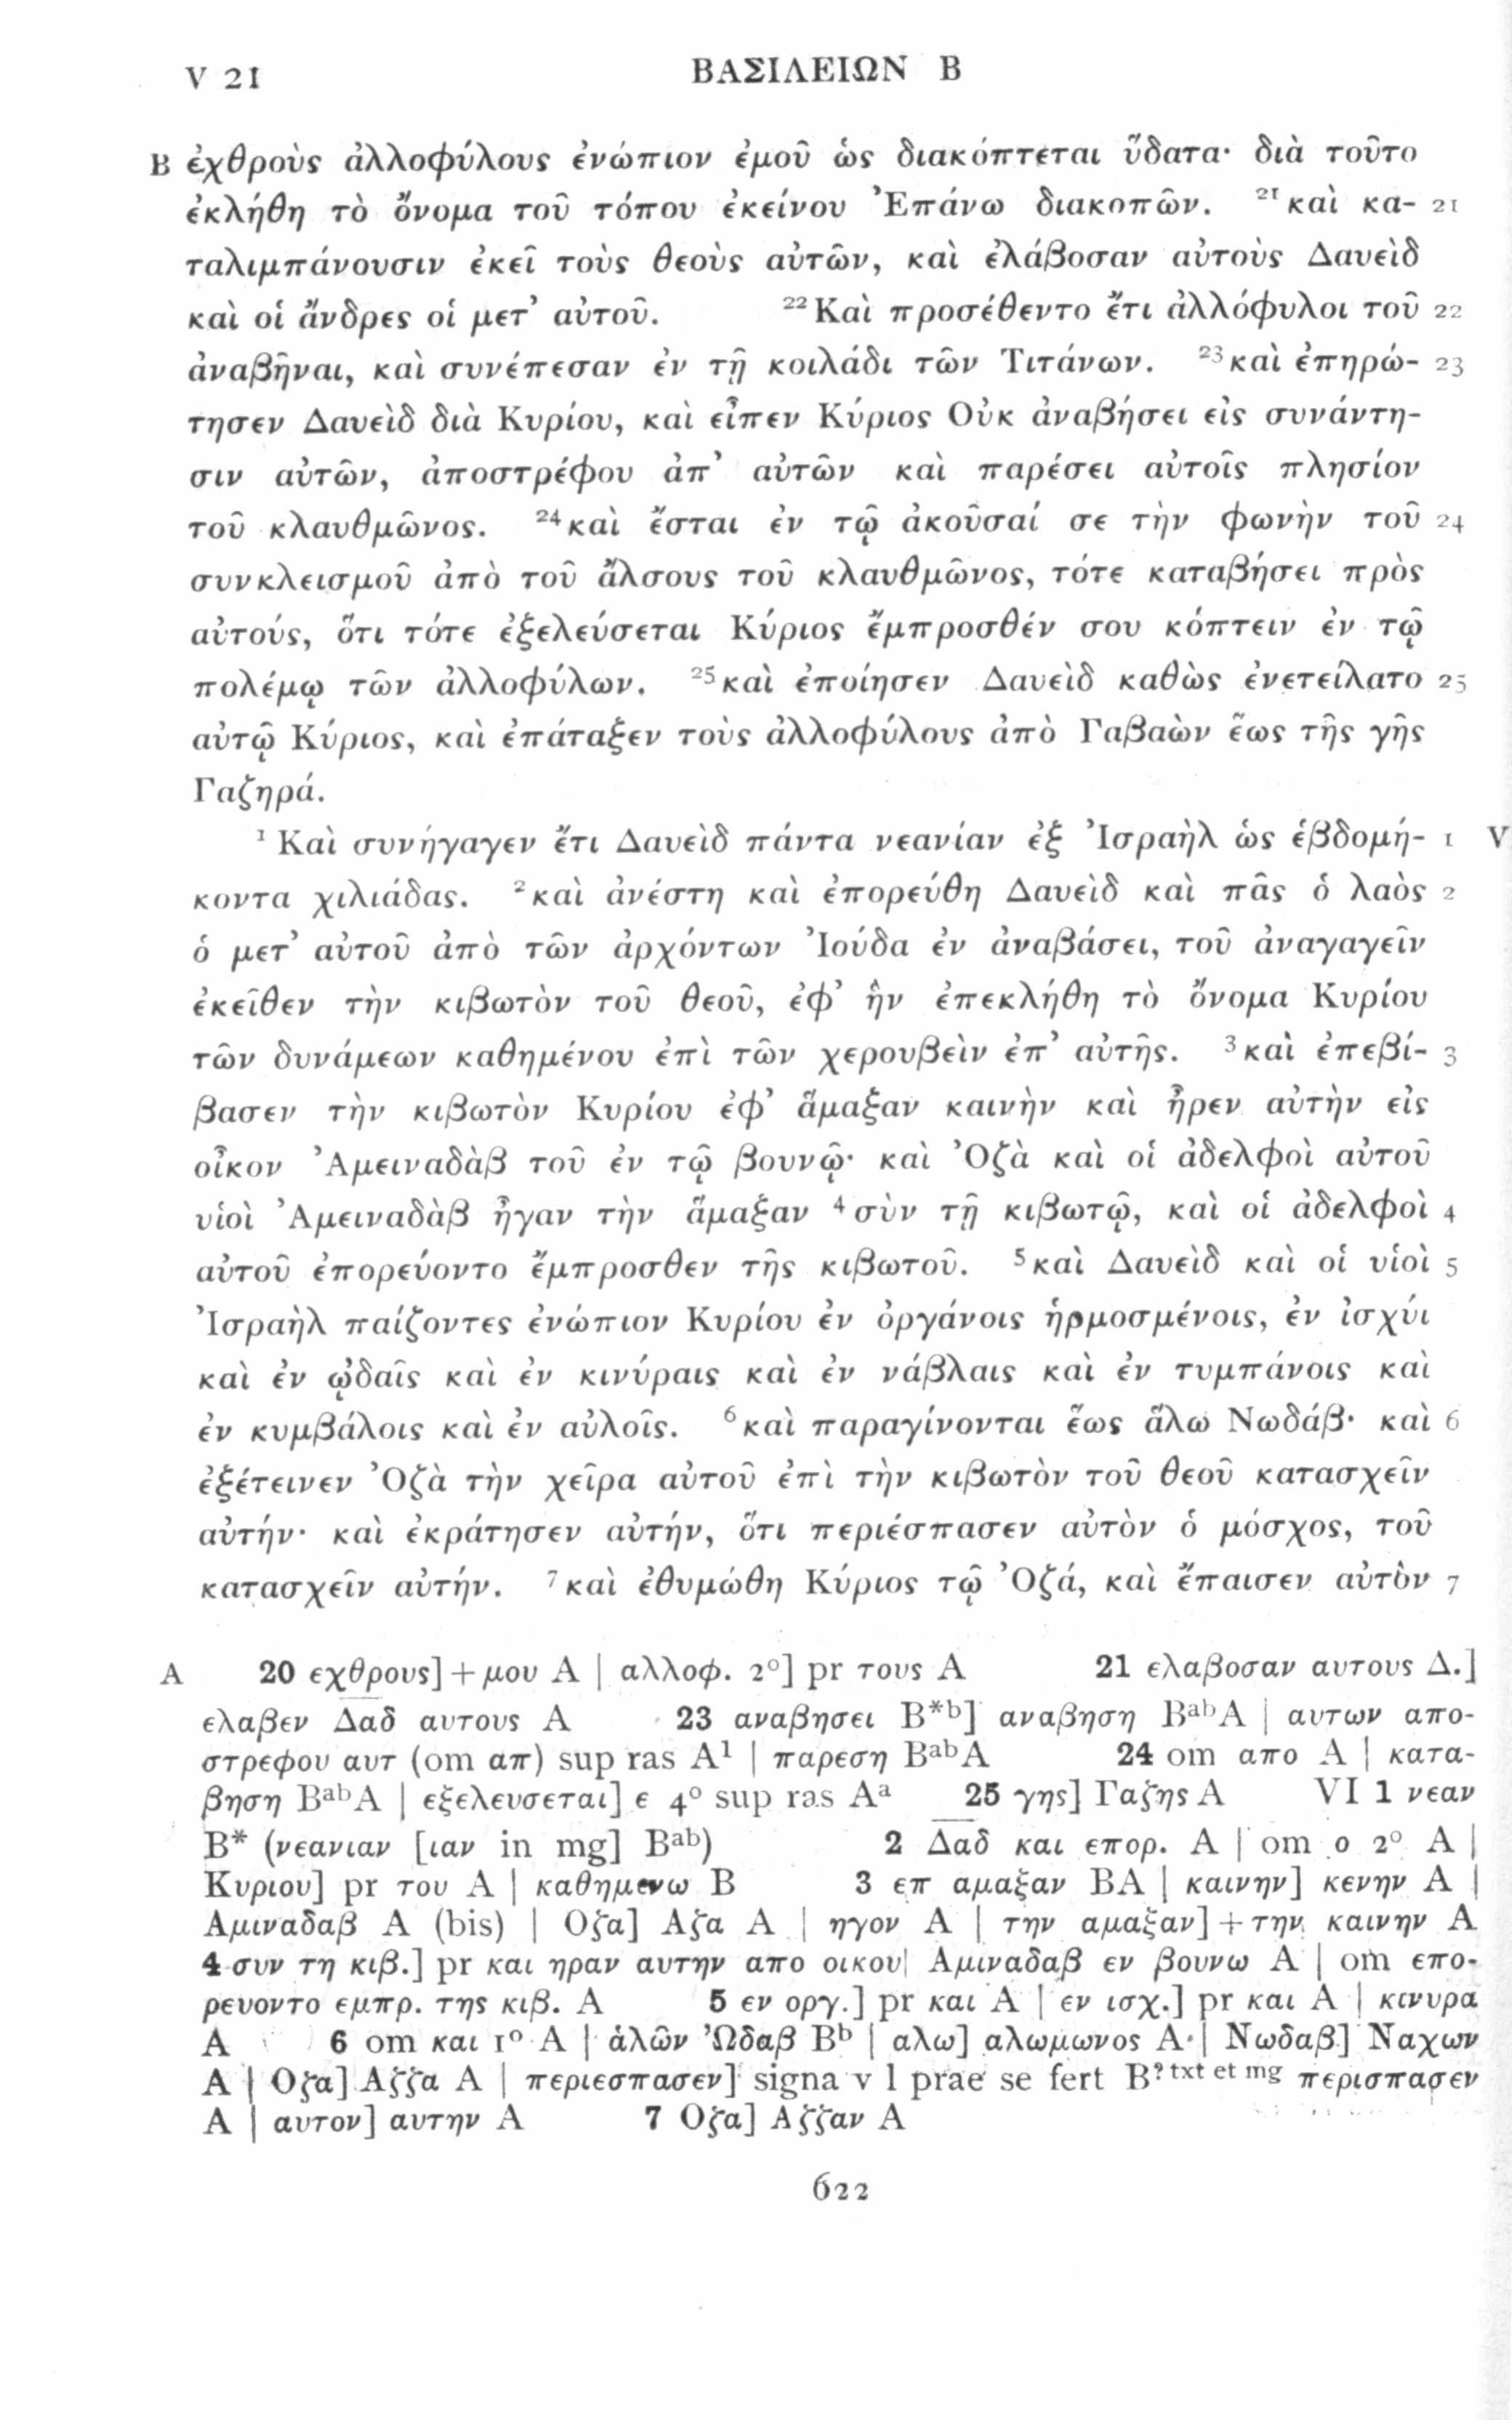 V 21 ΒΑΣΙΛΕΙΩΝ Β
B ἐχθροὺς ἀλλοφύλους ἐνώπιον ἐμοῦ ὡς διακόπτεται ὕδατα· διὰ τοῦτο
ἐκλήθη τὸ ὄνομα τοῦ τόπου ἐκείνου Ἐπάνω διακοπῶν. ²¹καὶ κα- 21
ταλιμπάνουσιν ἐκεῖ τοὺς θεοὺς αὐτῶν, καὶ ἐλάβοσαν αὐτοὺς Δαυεὶδ
καὶ οἱ ἄνδρες οἱ μετ’ αὐτοῦ. ²²Καὶ προσέθεντο ἔτι ἀλλόφυλοι τοῦ 22
ἀναβῆναι, καὶ συνέπεσαν ἐν τῇ κοιλάδι τῶν Τιτάνων. ²³καὶ ἐπηρώ- 23
τησεν Δαυεὶδ διὰ Κυρίου, καὶ εἶπεν Κύριος Οὐκ ἀναβήσει εἰς συνάντη-
σιν αὐτῶν, ἀποστρέφου ἀπ’ αὐτῶν καὶ παρέσει αὐτοῖς πλησίον
τοῦ κλαυθμῶνος. ²⁴καὶ ἔσται ἐν τῷ ἀκοῦσαί σε τὴν φωνὴν τοῦ 24
συνκλεισμοῦ ἀπὸ τοῦ ἄλσους τοῦ κλαυθμῶνος, τότε καταβήσει πρὸς
αὐτούς, ὅτι τότε ἐξελεύσεται Κύριος ἔμπροσθέν σου κόπτειν ἐν τῷ
πολέμῳ τῶν ἀλλοφύλων. ²⁵καὶ ἐποίησεν Δαυεὶδ καθὼς ἐνετείλατο 25
αὐτῷ Κύριος, καὶ ἐπάταξεν τοὺς ἀλλοφύλους ἀπὸ Γαβαὼν ἕως τῆς γῆς
Γαζηρά.
¹ Καὶ συνήγαγεν ἔτι Δαυεὶδ πάντα νεανίαν ἐξ Ἰσραὴλ ὡς ἑβδομή- 1 V
κοντα χιλιάδας. ²καὶ ἀνέστη καὶ ἐπορεύθη Δαυεὶδ καὶ πᾶς ὁ λαὸς 2
ὁ μετ’ αὐτοῦ ἀπὸ τῶν ἀρχόντων Ἰούδα ἐν ἀναβάσει, τοῦ ἀναγαγεῖν
ἐκεῖθεν τὴν κιβωτὸν τοῦ θεοῦ, ἐφ’ ἣν ἐπεκλήθη τὸ ὄνομα Κυρίου
τῶν δυνάμεων καθημένου ἐπὶ τῶν χερουβεὶν ἐπ’ αὐτῆς. ³καὶ ἐπεβί- 3
βασεν τὴν κιβωτὸν Κυρίου ἐφ’ ἅμαξαν καινὴν καὶ ἦρεν αὐτὴν εἰς
οἶκον Ἀμειναδὰβ τοῦ ἐν τῷ βουνῷ· καὶ Ὀζὰ καὶ οἱ ἀδελφοὶ αὐτοῦ
υἱοὶ Ἀμειναδὰβ ἦγαν τὴν ἅμαξαν ⁴σὺν τῇ κιβωτῷ, καὶ οἱ ἀδελφοὶ 4
αὐτοῦ ἐπορεύοντο ἔμπροσθεν τῆς κιβωτοῦ. ⁵καὶ Δαυεὶδ καὶ οἱ υἱοὶ 5
Ἰσραὴλ παίζοντες ἐνώπιον Κυρίου ἐν ὀργάνοις ἡρμοσμένοις, ἐν ἰσχύι
καὶ ἐν ᾠδαῖς καὶ ἐν κινύραις καὶ ἐν νάβλαις καὶ ἐν τυμπάνοις καὶ
ἐν κυμβάλοις καὶ ἐν αὐλοῖς. ⁶καὶ παραγίνονται ἕως ἅλω Νωδάβ· καὶ 6
ἐξέτεινεν Ὀζὰ τὴν χεῖρα αὐτοῦ ἐπὶ τὴν κιβωτὸν τοῦ θεοῦ κατασχεῖν
αὐτήν· καὶ ἐκράτησεν αὐτήν, ὅτι περιέσπασεν αὐτὸν ὁ μόσχος, τοῦ
κατασχεῖν αὐτήν. ⁷καὶ ἐθυμώθη Κύριος τῷ Ὀζά, καὶ ἔπαισεν αὐτὸν 7
A 20 εχθρους] + μου A | αλλοφ. 2°] pr τους A 21 ελαβοσαν αυτους Δ.]
ελαβεν Δαδ αυτους A 23 αναβησει B*b] αναβηση BabA | αυτων απο-
στρεφου αυτ (om απ) sup ras A¹ | παρεση BabA 24 om απο A | κατα-
βηση BabA | εξελευσεται] ε 4° sup ras Aa 25 γης] Γαζης A VI 1 νεαν
B* (νεανιαν [ιαν in mg] Bab) 2 Δαδ και επορ. A | om ο 2° A |
Κυριου] pr του A | καθημενω B 3 επ αμαξαν BA | καινην] κενην A |
Αμιναδαβ A (bis) | Οζα] Αζα A | ηγον A | την αμαξαν] + την καινην A
4 συν τη κιβ.] pr και ηραν αυτην απο οικου| Αμιναδαβ εν βουνω A | om επο-
ρευοντο εμπρ. της κιβ. A 5 εν οργ.] pr και A | εν ισχ.] pr και A | κινυρα
A 6 om και 1° A | ἁλῶν Ὠδαβ Bb | αλω] αλωμωνος A | Νωδαβ] Ναχων
A | Οζα] Αζζα A | περιεσπασεν] signa v l prae se fert B? txt et mg περισπασεν
A | αυτον] αυτην A 7 Οζα] Αζζαν A
622